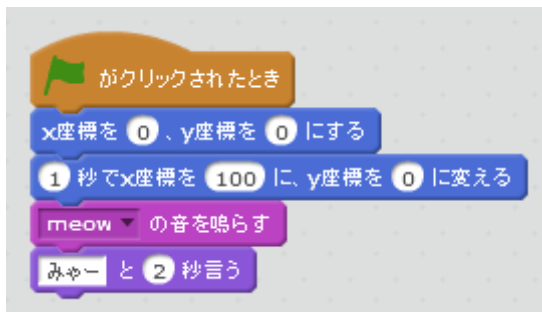 がクリックされたとき
x座標を 0 、y座標を 0 にする
1 秒でx座標を 100 に、y座標を 0 に変える
meow の音を鳴らす
みゃー と 2 秒言う